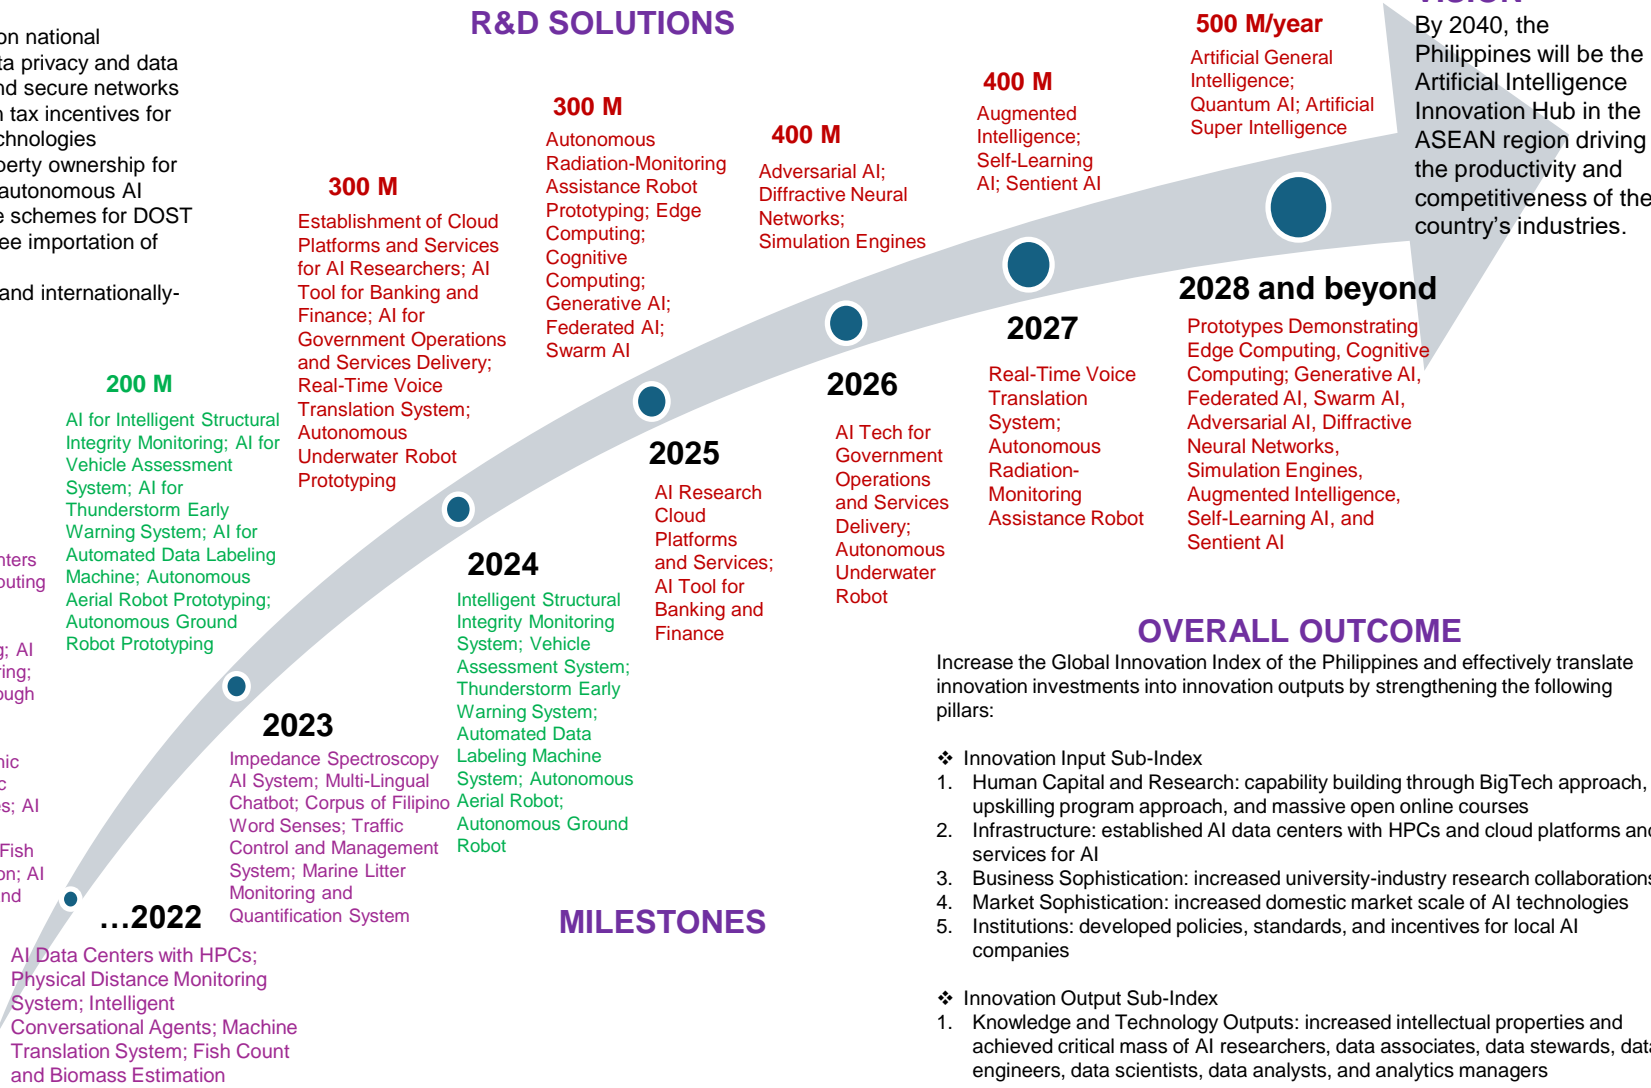 R&D SOLUTIONS
on national
ta privacy and data
nd secure networks
n tax incentives for
chnologies
perty ownership for
autonomous AI
e schemes for DOST
ee importation of
and internationally-
200 M
AI for Intelligent Structural
Integrity Monitoring; AI for
Vehicle Assessment
System; AI for
Thunderstorm Early
Warning System; AI for
Automated Data Labeling
Machine; Autonomous
Aerial Robot Prototyping;
Autonomous Ground
Robot Prototyping
300 M
Establishment of Cloud
Platforms and Services
for AI Researchers; AI
Tool for Banking and
Finance; AI for
Government Operations
and Services Delivery;
Real-Time Voice
Translation System;
Autonomous
Underwater Robot
Prototyping
300 M
Autonomous
Radiation-Monitoring
Assistance Robot
Prototyping; Edge
Computing;
Cognitive
Computing;
Generative AI;
Federated AI;
Swarm AI
400 M
Adversarial AI;
Diffractive Neural
Networks;
Simulation Engines
400 M
Augmented
Intelligence;
Self-Learning
AI; Sentient AI
500 M/year
Artificial General
Intelligence;
Quantum AI; Artificial
Super Intelligence
VISION
By 2040, the
Philippines will be the
Artificial Intelligence
Innovation Hub in the
ASEAN region driving
the productivity and
competitiveness of the
country's industries.
nters
outing
g; AI
ring;
ough
nic
c
es; AI
Fish
on; AI
nd
…2022
AI Data Centers with HPCs;
Physical Distance Monitoring
System; Intelligent
Conversational Agents; Machine
Translation System; Fish Count
and Biomass Estimation
2023
Impedance Spectroscopy
AI System; Multi-Lingual
Chatbot; Corpus of Filipino
Word Senses; Traffic
Control and Management
System; Marine Litter
Monitoring and
Quantification System
2024
Intelligent Structural
Integrity Monitoring
System; Vehicle
Assessment System;
Thunderstorm Early
Warning System;
Automated Data
Labeling Machine
System; Autonomous
Aerial Robot;
Autonomous Ground
Robot
2025
AI Research
Cloud
Platforms
and Services;
AI Tool for
Banking and
Finance
2026
AI Tech for
Government
Operations
and Services
Delivery;
Autonomous
Underwater
Robot
2027
Real-Time Voice
Translation
System;
Autonomous
Radiation-
Monitoring
Assistance Robot
2028 and beyond
Prototypes Demonstrating
Edge Computing, Cognitive
Computing; Generative AI,
Federated AI, Swarm AI,
Adversarial AI, Diffractive
Neural Networks,
Simulation Engines,
Augmented Intelligence,
Self-Learning AI, and
Sentient AI
MILESTONES
OVERALL OUTCOME
Increase the Global Innovation Index of the Philippines and effectively translate
innovation investments into innovation outputs by strengthening the following
pillars:
❖ Innovation Input Sub-Index
1. Human Capital and Research: capability building through BigTech approach,
upskilling program approach, and massive open online courses
2. Infrastructure: established AI data centers with HPCs and cloud platforms and
services for AI
3. Business Sophistication: increased university-industry research collaborations
4. Market Sophistication: increased domestic market scale of AI technologies
5. Institutions: developed policies, standards, and incentives for local AI
companies
❖ Innovation Output Sub-Index
1. Knowledge and Technology Outputs: increased intellectual properties and
achieved critical mass of AI researchers, data associates, data stewards, data
engineers, data scientists, data analysts, and analytics managers